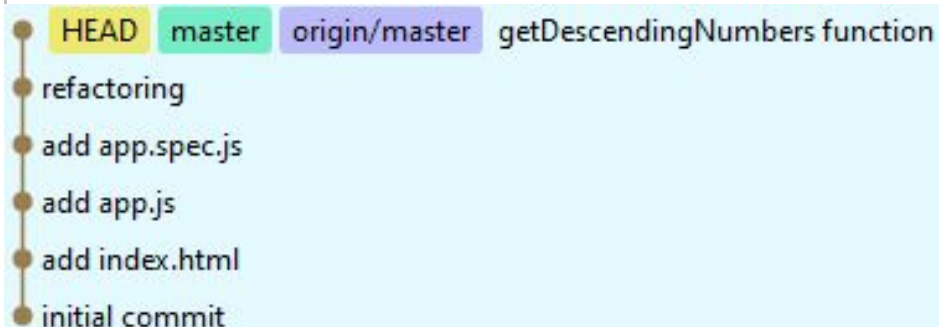 HEAD master origin/master getDescendingNumbers function
refactoring
add app.spec.js
add app.js
add index.html
initial commit